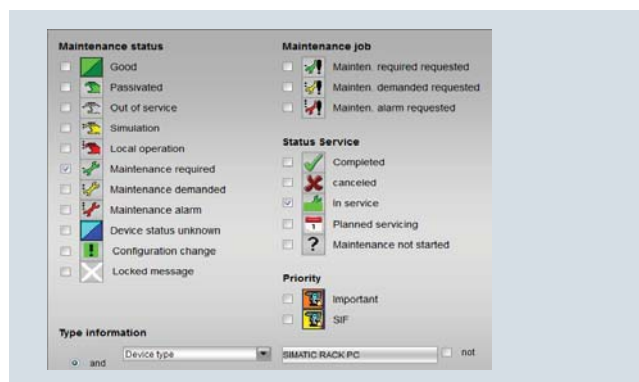 Maintenance status
Good
Passivated
Out of service
Simulation
Local operation
Maintenance required
Maintenance demanded
Maintenance alarm
Device status unknown
Configuration change
Locked message
Type information
and
Device type
Maintenance job
Mainten. required requested
Mainten. demanded requested
Mainten. alarm requested
Status Service
Completed
canceled
In service
1
Planned servicing
?
Maintenance not started
Priority
Important
SIF
SIMATIC RACK PC
not